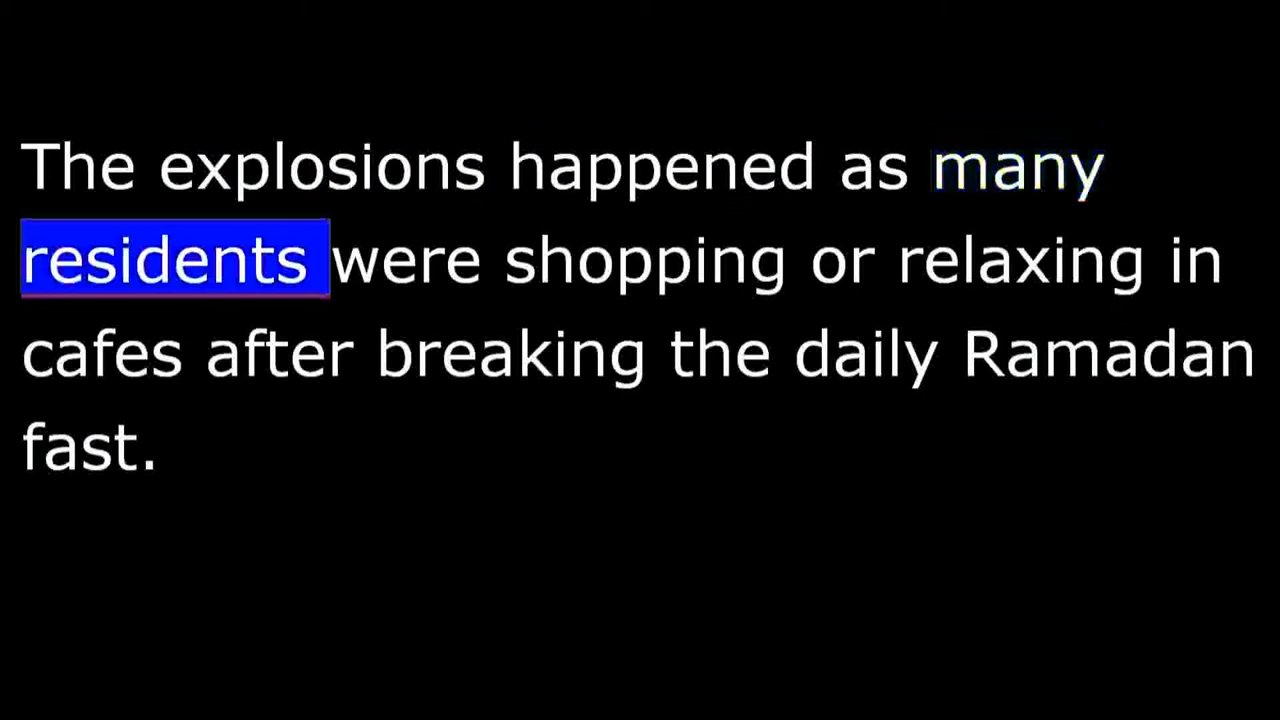 The explosions happened as many
residents were shopping or relaxing in
cafes after breaking the daily Ramadan
fast.